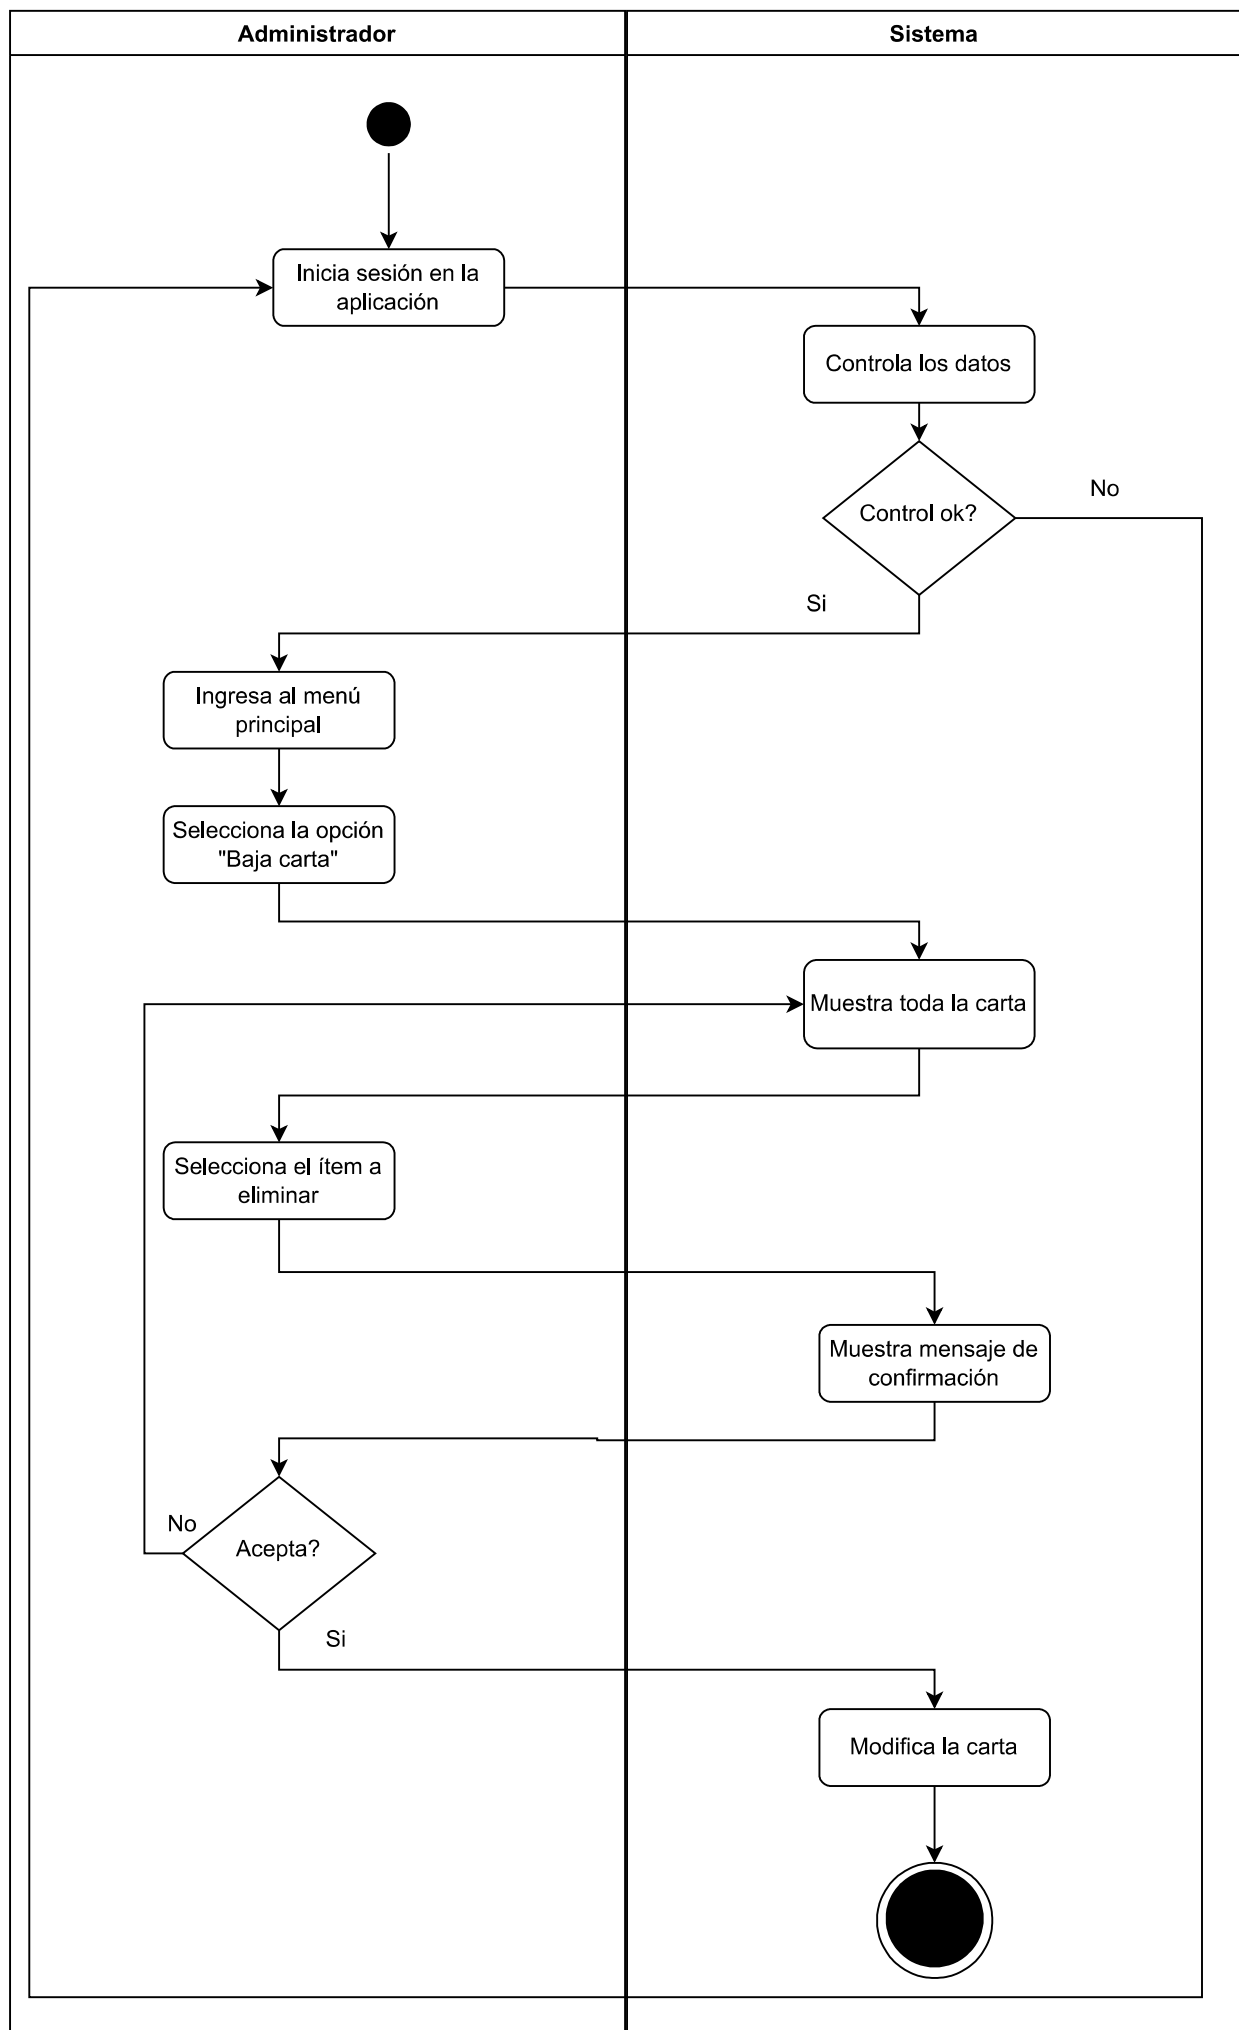 Administrador
Sistema
Inicia sesión en la
aplicación
Controla los datos
Control ok?
No
Si
Ingresa al menú
principal
Selecciona la opción
"Baja carta"
Muestra toda la carta
Selecciona el ítem a
eliminar
Muestra mensaje de
confirmación
No
Acepta?
Si
Modifica la carta